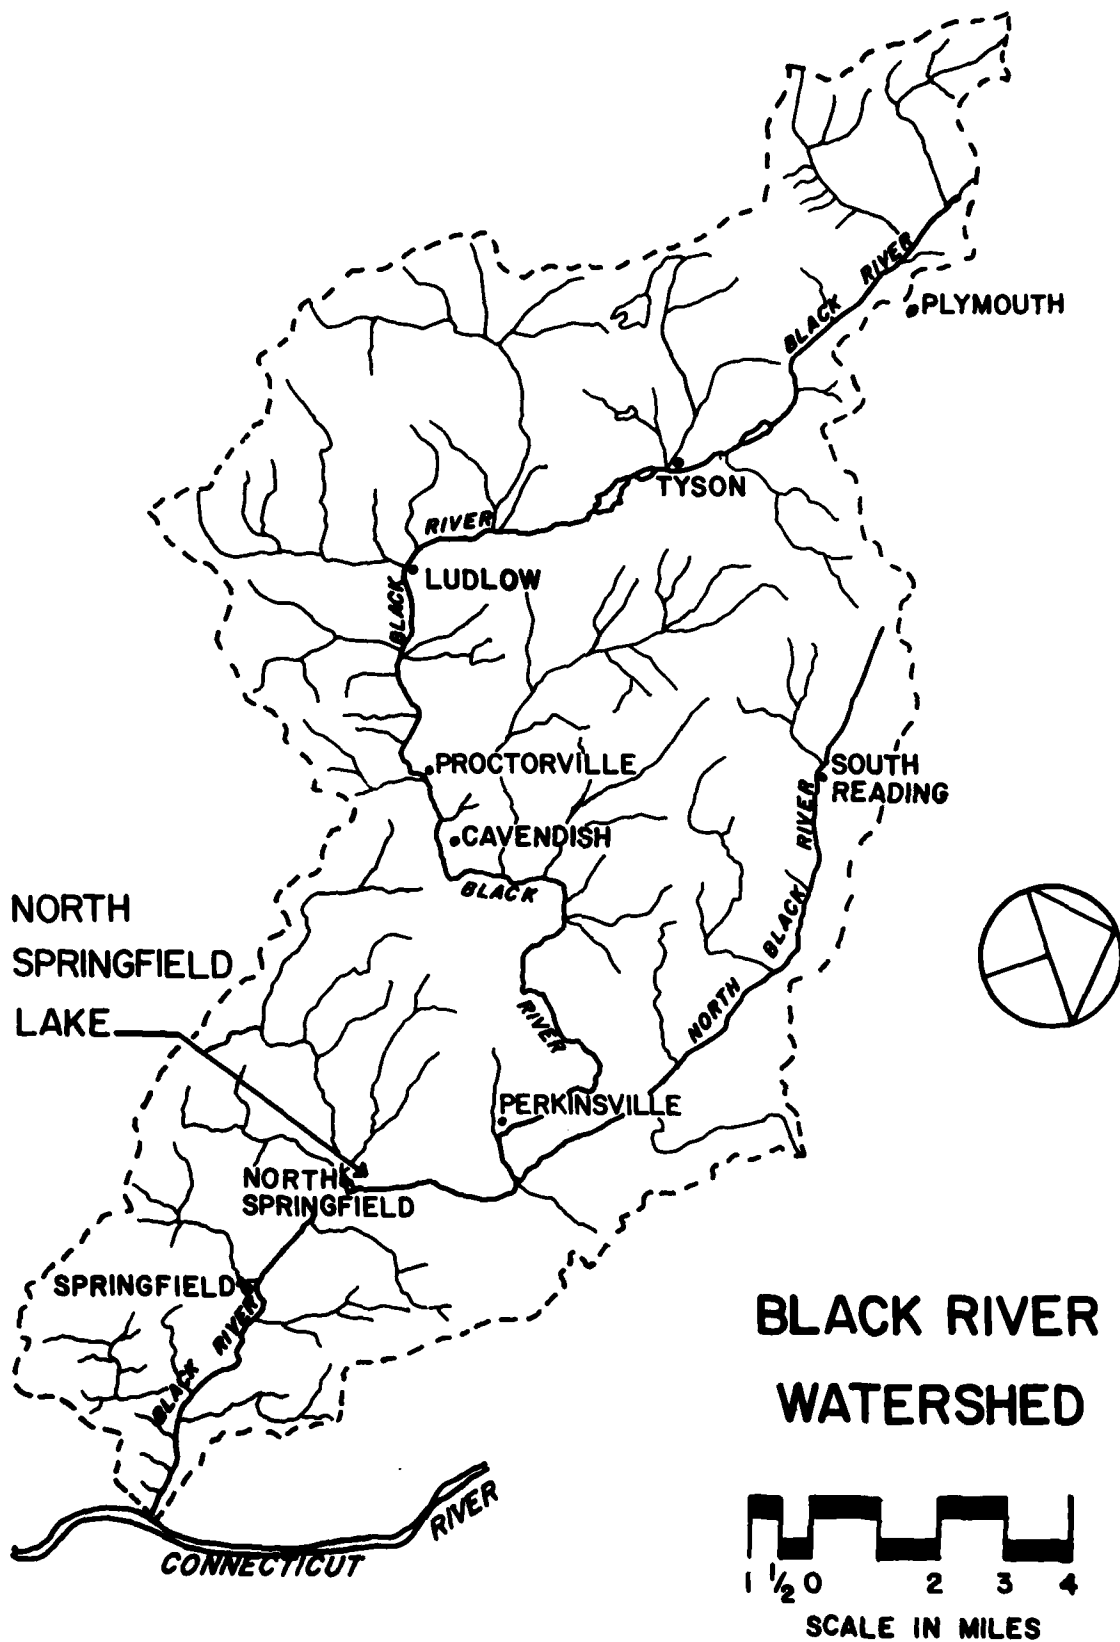 BLACK RIVER
PLYMOUTH
TYSON
RIVER
LUDLOW
BLACK
PROCTORVILLE
SOUTH
READING
CAVENDISH
BLACK
NORTH BLACK RIVER
NORTH
SPRINGFIELD
LAKE
RIVER
PERKINSVILLE
NORTH
SPRINGFIELD
SPRINGFIELD
BLACK RIVER
CONNECTICUT RIVER
BLACK RIVER
WATERSHED
1 1/2 0 2 3 4
SCALE IN MILES